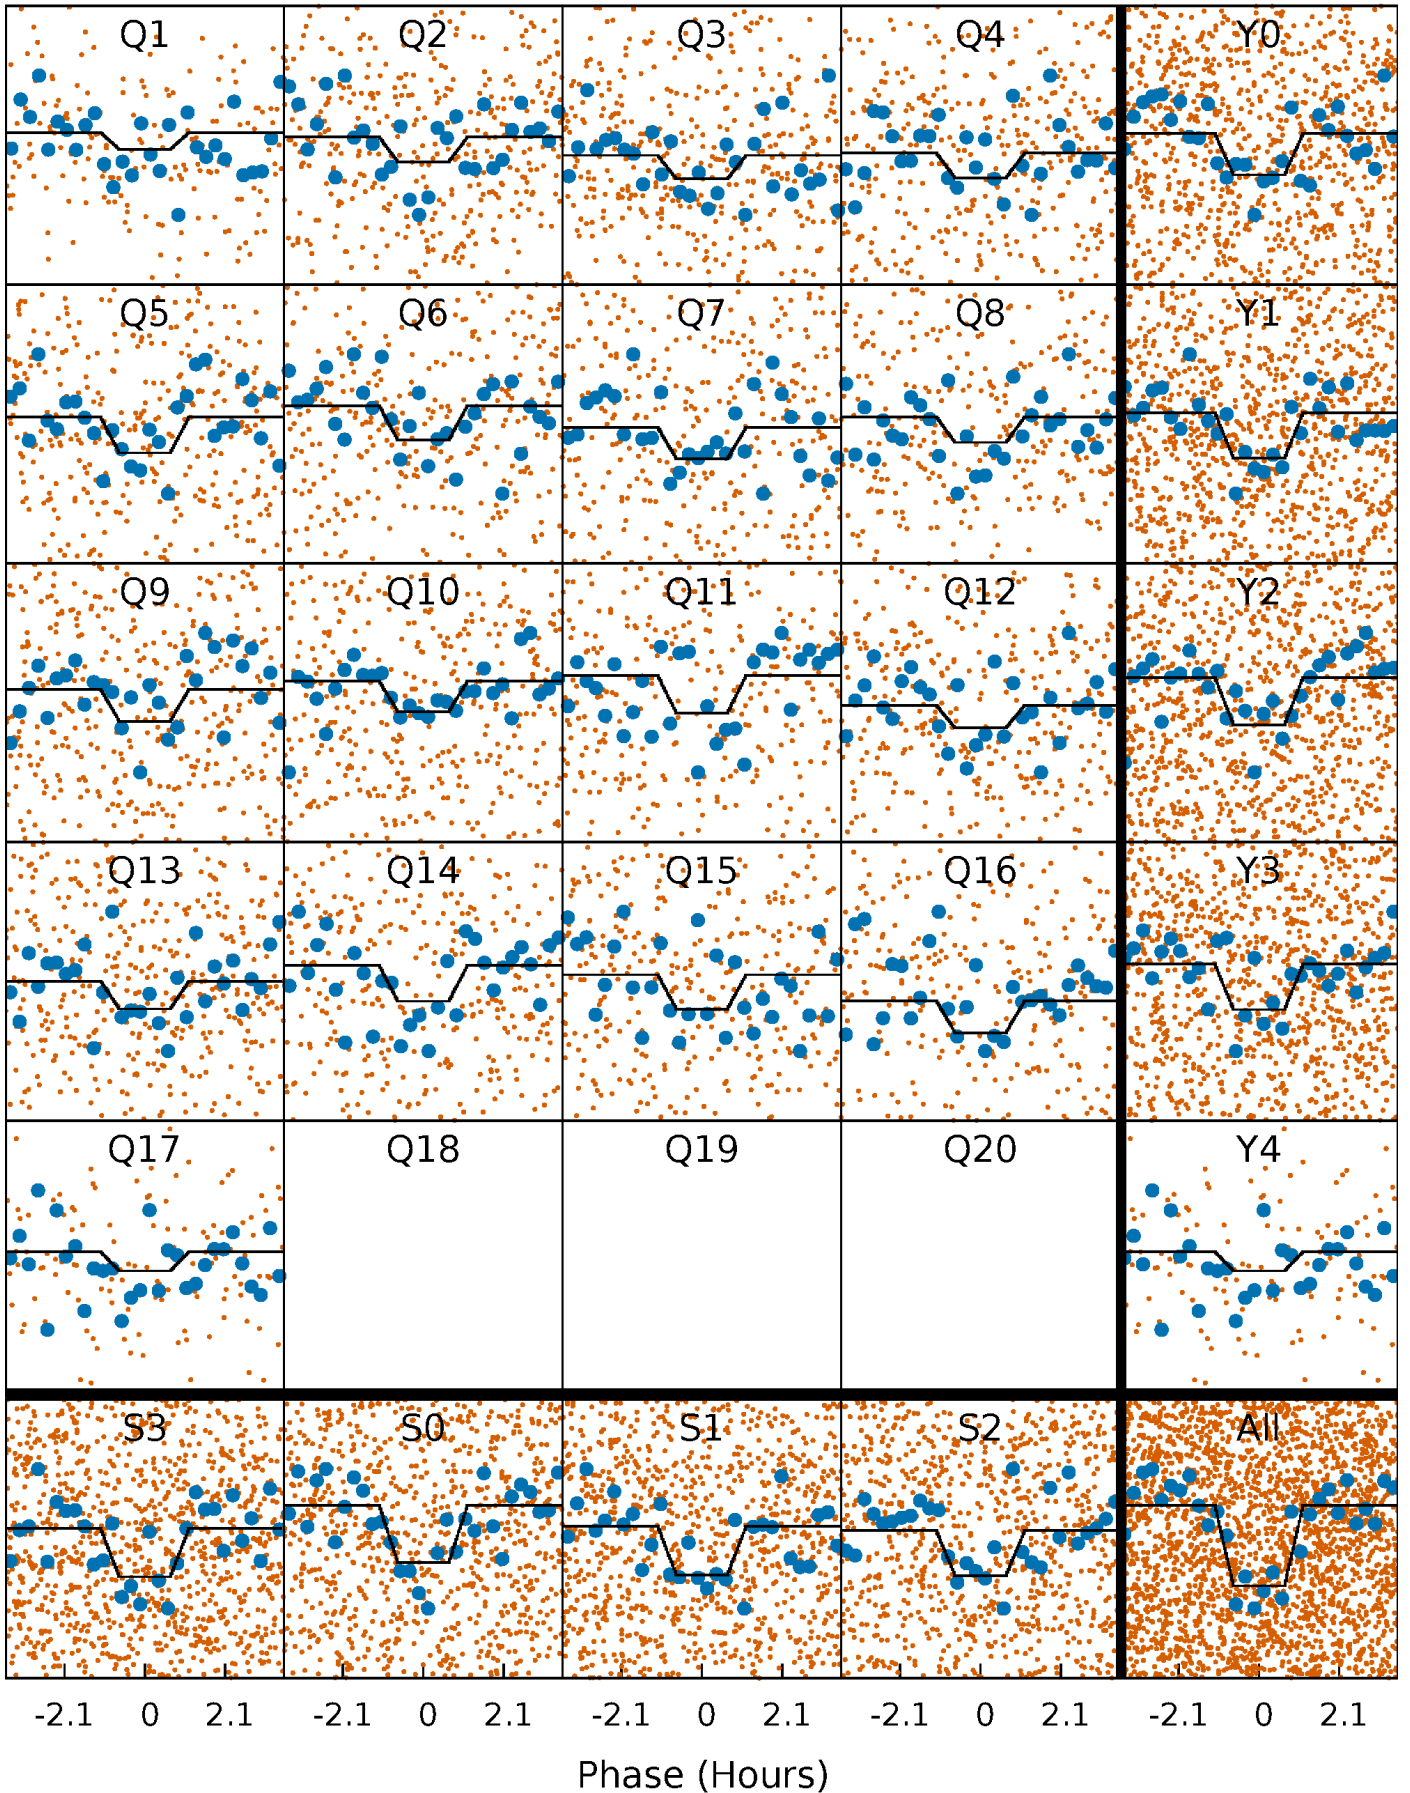 Q1 Q2 Q3 Q4 Y0
Q5 Q6 Q7 Q8 Y1
Q9 Q10 Q11 Q12 Y2
Q13 Q14 Q15 Q16 Y3
Q17 Q18 Q19 Q20 Y4
S3 S0 S1 S2 All
-2.1 0 2.1 -2.1 0 2.1 -2.1 0 2.1 -2.1 0 2.1 -2.1 0 2.1
Phase (Hours)